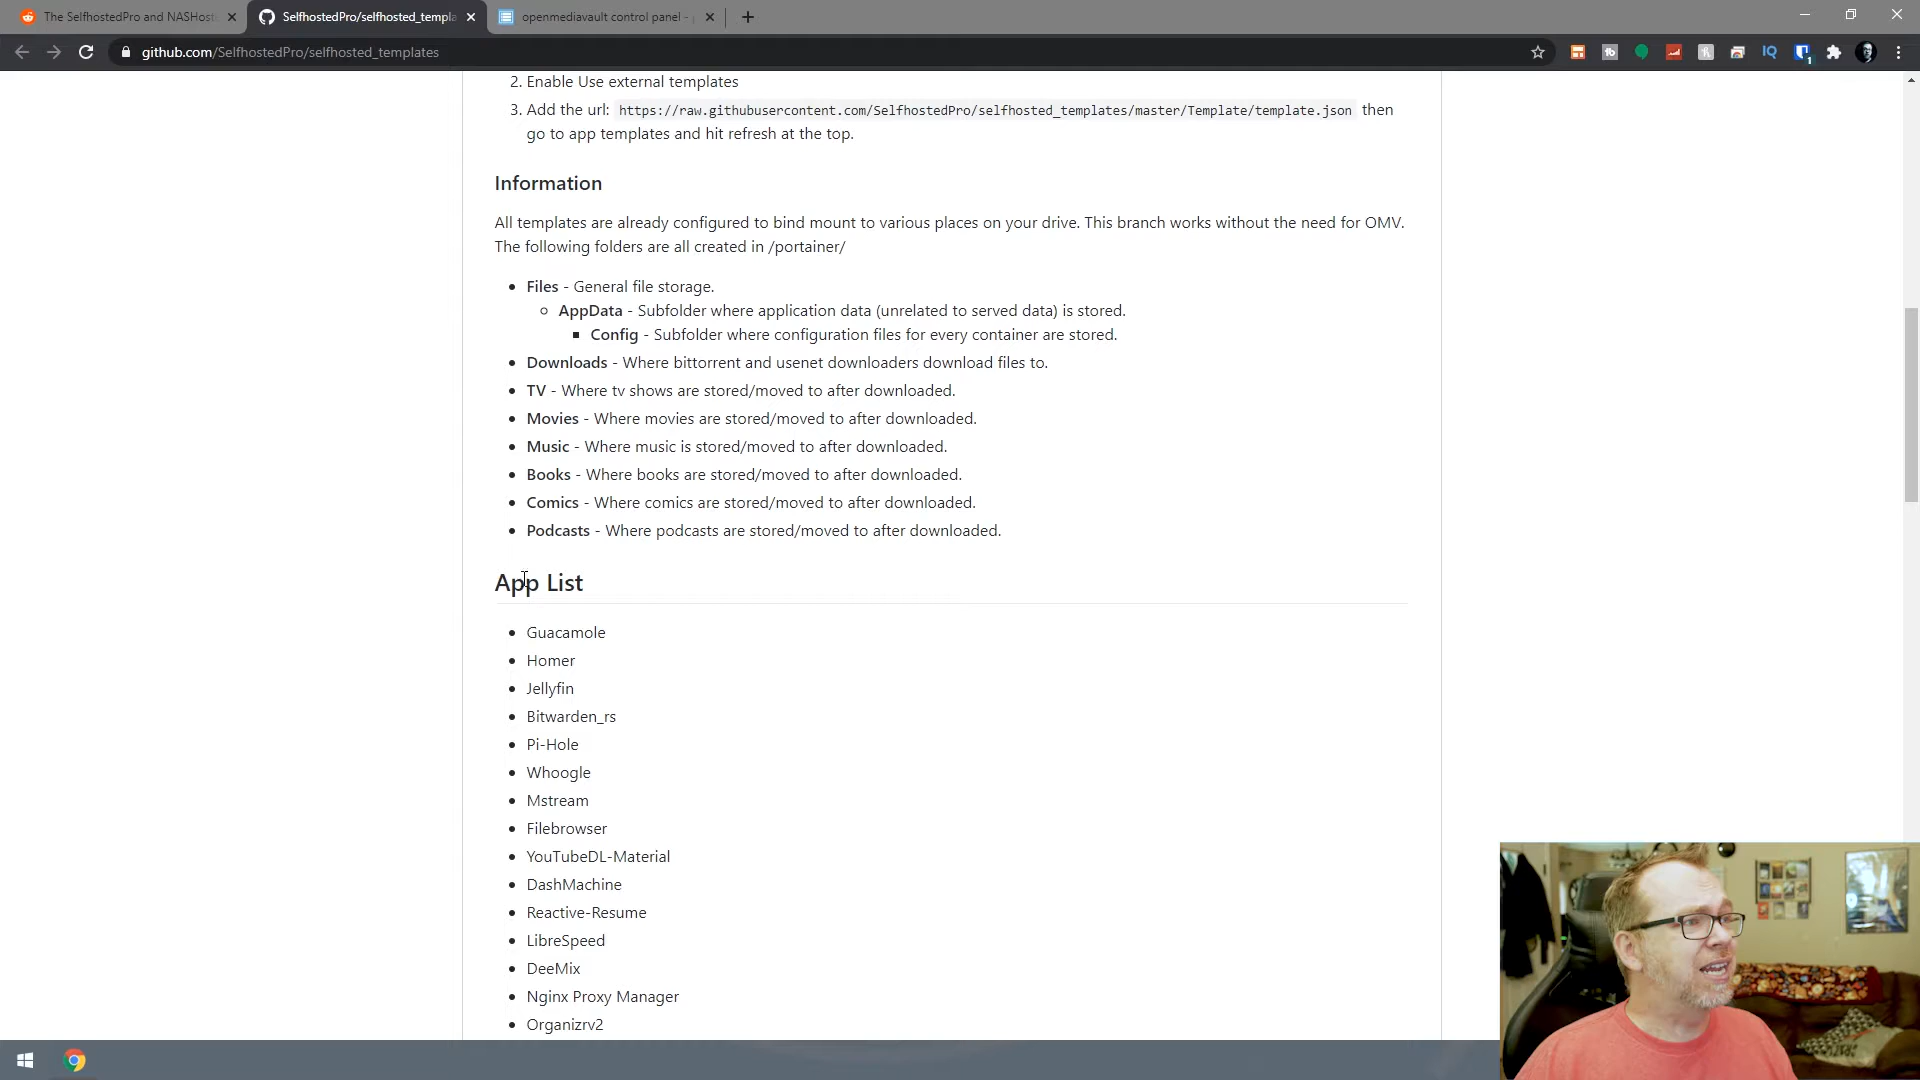 The SelfhostedPro and NASHost
SelfhostedPro/selfhosted_templa
openmediavault control panel -
github.com/SelfhostedPro/selfhosted_templates
2. Enable Use external templates
3. Add the url: https://raw.githubusercontent.com/SelfhostedPro/selfhosted_templates/master/Template/template.json then
go to app templates and hit refresh at the top.
Information
All templates are already configured to bind mount to various places on your drive. This branch works without the need for OMV.
The following folders are all created in /portainer/
• Files - General file storage.
◦ AppData - Subfolder where application data (unrelated to served data) is stored.
▪ Config - Subfolder where configuration files for every container are stored.
• Downloads - Where bittorrent and usenet downloaders download files to.
• TV - Where tv shows are stored/moved to after downloaded.
• Movies - Where movies are stored/moved to after downloaded.
• Music - Where music is stored/moved to after downloaded.
• Books - Where books are stored/moved to after downloaded.
• Comics - Where comics are stored/moved to after downloaded.
• Podcasts - Where podcasts are stored/moved to after downloaded.
App List
• Guacamole
• Homer
• Jellyfin
• Bitwarden_rs
• Pi-Hole
• Whoogle
• Mstream
• Filebrowser
• YouTubeDL-Material
• DashMachine
• Reactive-Resume
• LibreSpeed
• DeeMix
• Nginx Proxy Manager
• Organizrv2